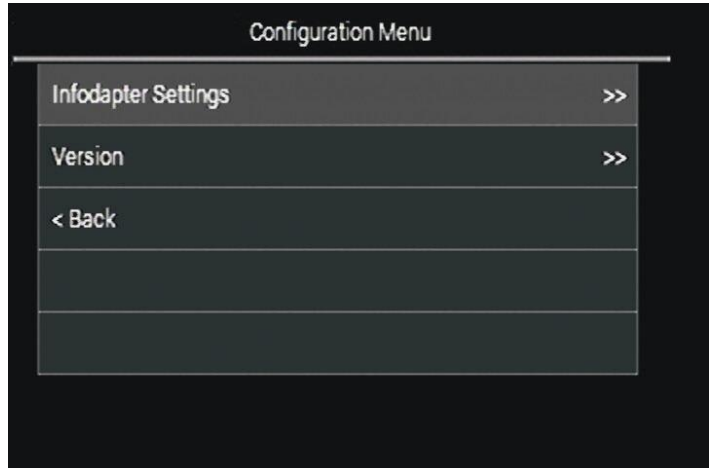 Configuration Menu
Infodapter Settings >>
Version >>
< Back